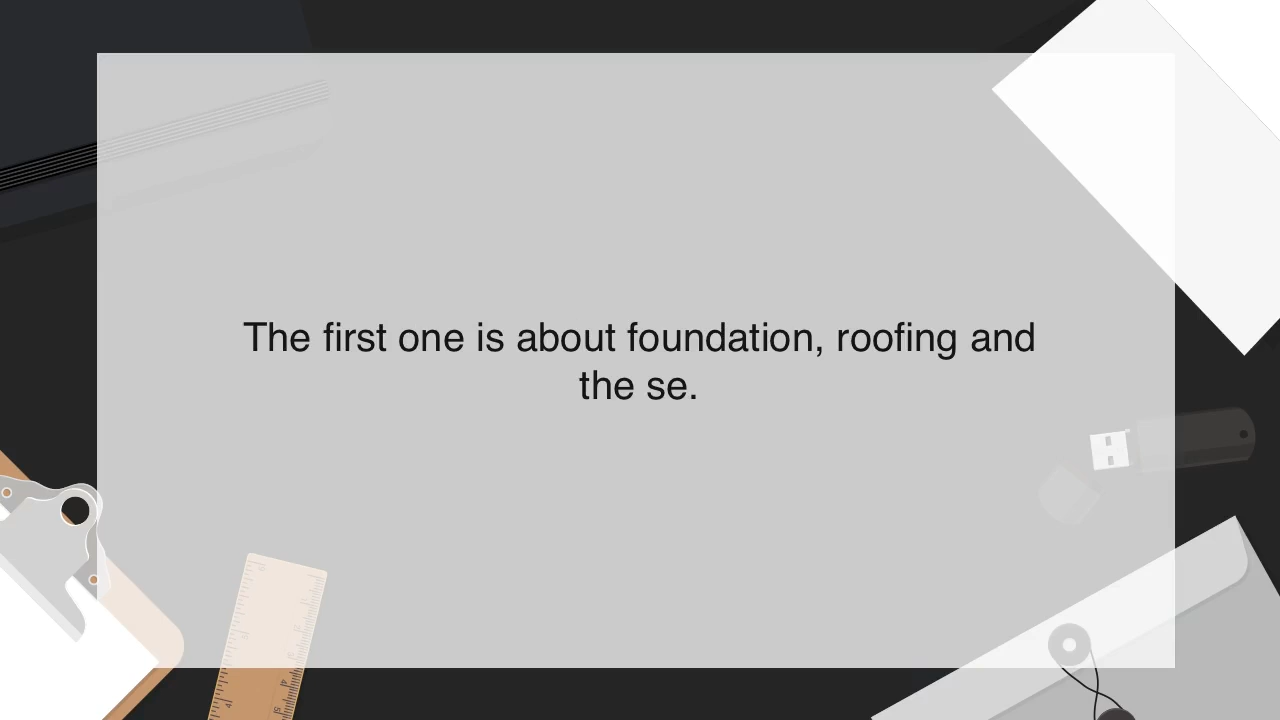 The first one is about foundation, roofing and
the se.